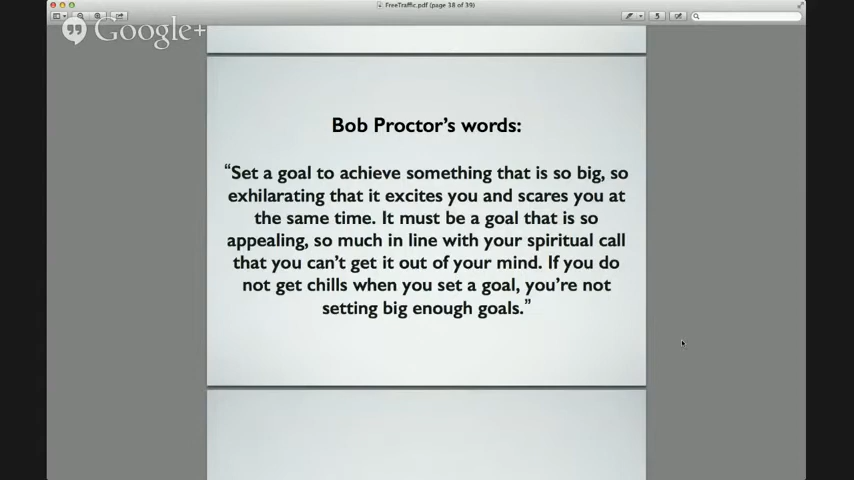 FreeTraffic.pdf (page 38 of 39)
Google+
Bob Proctor's words:
“Set a goal to achieve something that is so big, so
exhilarating that it excites you and scares you at
the same time. It must be a goal that is so
appealing, so much in line with your spiritual call
that you can't get it out of your mind. If you do
not get chills when you set a goal, you're not
setting big enough goals.”